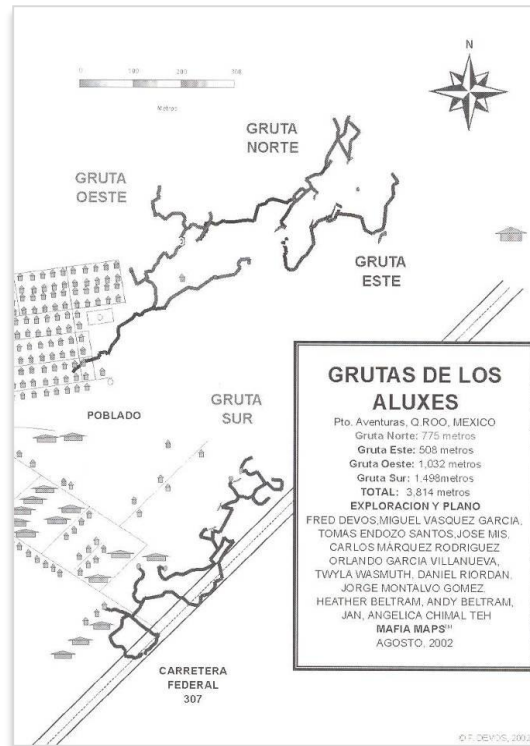 0 100 200 300
Metros
N
GRUTA
NORTE
GRUTA
OESTE
GRUTA
ESTE
POBLADO
GRUTA
SUR
CARRETERA
FEDERAL
307
GRUTAS DE LOS
ALUXES
Pto. Aventuras, Q.ROO, MEXICO
Gruta Norte: 775 metros
Gruta Este: 508 metros
Gruta Oeste: 1,032 metros
Gruta Sur: 1,498metros
TOTAL: 3,814 metros
EXPLORACION Y PLANO
FRED DEVOS,MIGUEL VASQUEZ GARCIA,
TOMAS ENDOZO SANTOS,JOSE MIS,
CARLOS MÁRQUEZ RODRIGUEZ
ORLANDO GARCIA VILLANUEVA,
TWYLA WASMUTH, DANIEL RIORDAN,
JORGE MONTALVO GOMEZ,
HEATHER BELTRAM, ANDY BELTRAM,
JAN, ANGELICA CHIMAL TEH
MAFIA MAPS
AGOSTO, 2002
© F. DEVOS, 2002